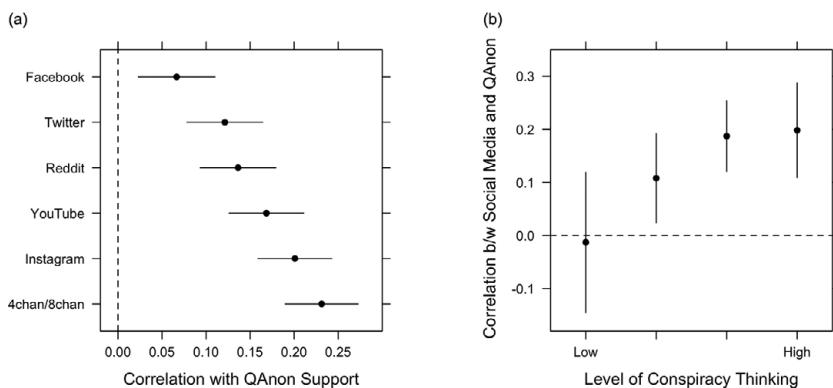 (a)
Facebook
Twitter
Reddit
YouTube
Instagram
4chan/8chan
0.00 0.05 0.10 0.15 0.20 0.25
Correlation with QAnon Support
(b)
Correlation b/w Social Media and QAnon
0.3
0.2
0.1
0.0
-0.1
Low High
Level of Conspiracy Thinking